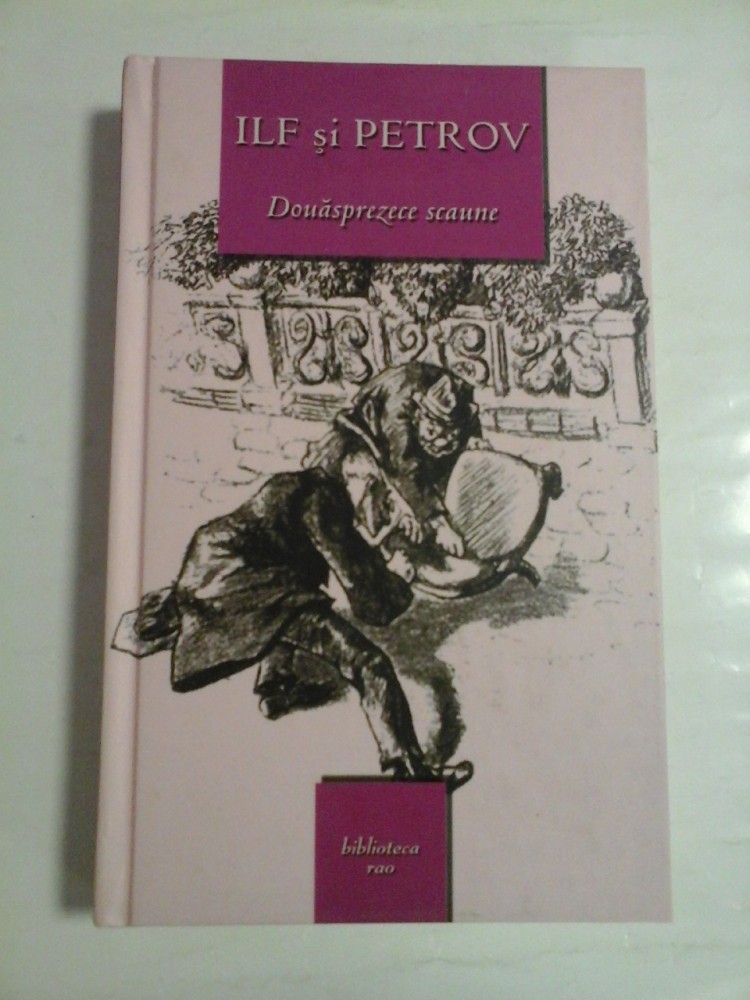 ILF şi PETROV
Douăsprezece scaune
biblioteca
rao